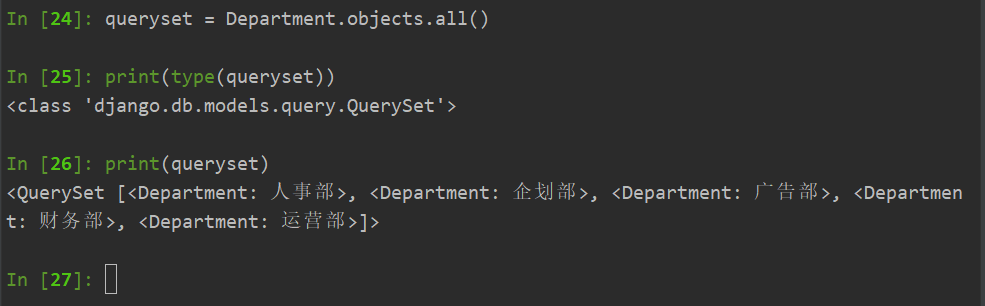 In [24]: queryset = Department.objects.all()
In [25]: print(type(queryset))
<class 'django.db.models.query.QuerySet'>
In [26]: print(queryset)
<QuerySet [<Department: 人事部>, <Department: 企划部>, <Department: 广告部>, <Departmen
t: 财务部>, <Department: 运营部>]>
In [27]: